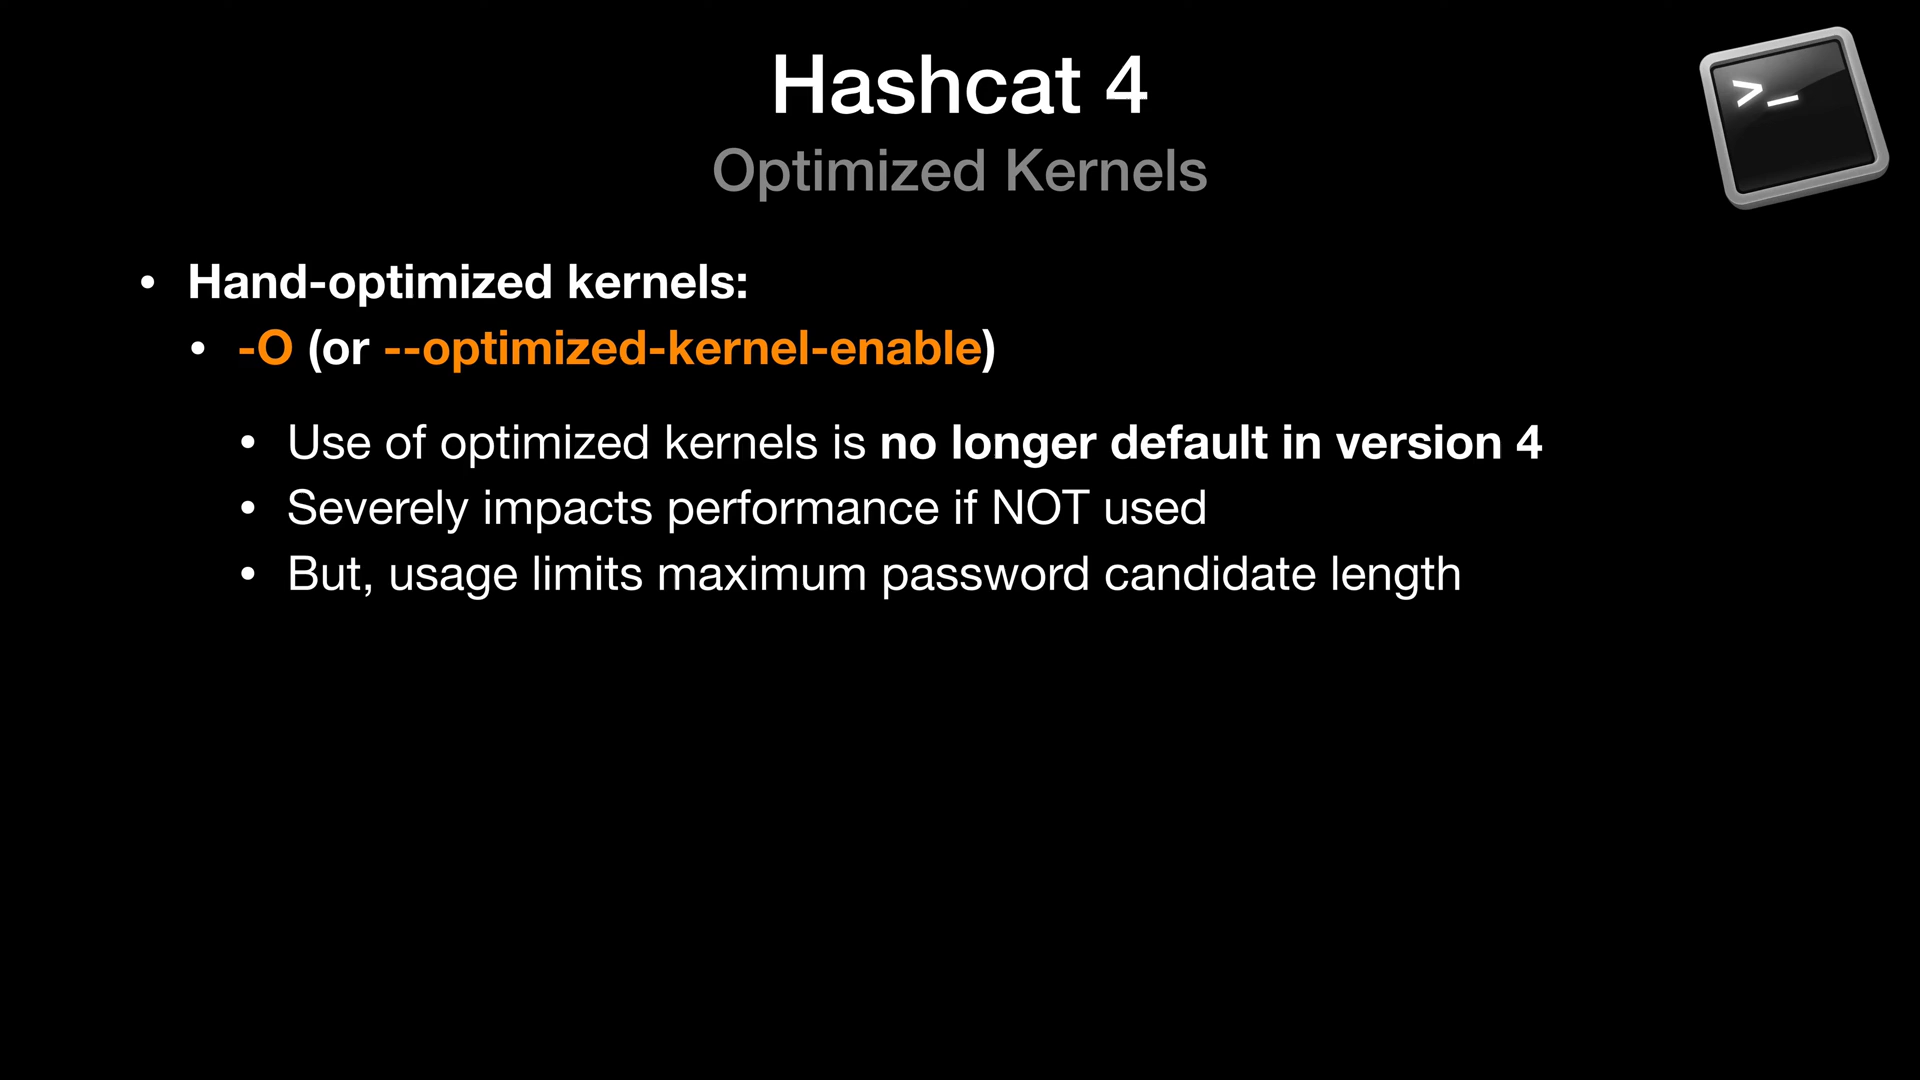 Hashcat 4
>_
Optimized Kernels
• Hand-optimized kernels:
• -O (or --optimized-kernel-enable)
• Use of optimized kernels is no longer default in version 4
• Severely impacts performance if NOT used
• But, usage limits maximum password candidate length